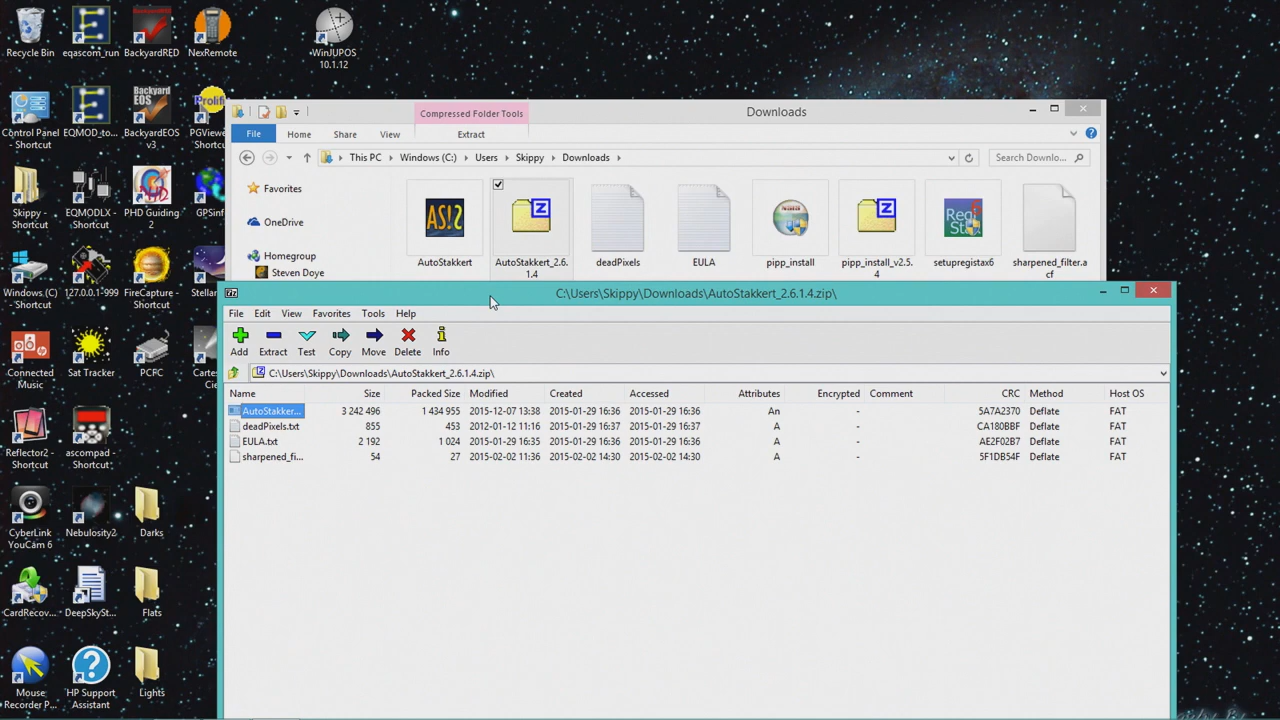 Recycle Bin
eqascom_run
BackyardRED
NexRemote
WinJUPOS
10.1.12
Control Panel
- Shortcut
EQMOD_to...
BackyardEOS
v3
Backyard
EOS
Prolifi
PGViewe
Shortcu
Skippy -
Shortcut
EQMODLX -
Shortcut
PHD Guiding
2
GPSinf
Windows (C)
- Shortcut
127.0.0.1-999
FireCapture -
Shortcut
Stellar
Connected
Music
Sat Tracker
PCFC
Cartes
Cie
Reflector2 -
Shortcut
ascompad -
Shortcut
CyberLink
YouCam 6
Nebulosity2
Darks
CardRecov...
DeepSkySt...
Flats
Mouse
Recorder P...
HP Support
Assistant
Lights
Compressed Folder Tools
Downloads
File
Home
Share
View
Extract
This PC
Windows (C:)
Users
Skippy
Downloads
Search Downlo...
Favorites
OneDrive
Homegroup
Steven Doye
AS!2
AutoStakkert
AutoStakkert_2.6.
1.4
deadPixels
EULA
pipp_install
pipp_install_v2.5.
4
setupregistax6
sharpened_filter.a
cf
C:\Users\Skippy\Downloads\AutoStakkert_2.6.1.4.zip\
File Edit View Favorites Tools Help
Add Extract Test Copy Move Delete Info
C:\Users\Skippy\Downloads\AutoStakkert_2.6.1.4.zip\
Name Size Packed Size Modified Created Accessed Attributes Encrypted Comment CRC Method Host OS
AutoStakker... 3 242 496 1 434 955 2015-12-07 13:38 2015-01-29 16:36 2015-01-29 16:36 An - 5A7A2370 Deflate FAT
deadPixels.txt 855 453 2012-01-12 11:16 2015-01-29 16:37 2015-01-29 16:37 A - CA180BBF Deflate FAT
EULA.txt 2 192 1 024 2015-01-29 16:35 2015-01-29 16:36 2015-01-29 16:36 A - AE2F02B7 Deflate FAT
sharpened_fi... 54 27 2015-02-02 11:36 2015-02-02 14:30 2015-02-02 14:30 A - 5F1DB54F Deflate FAT